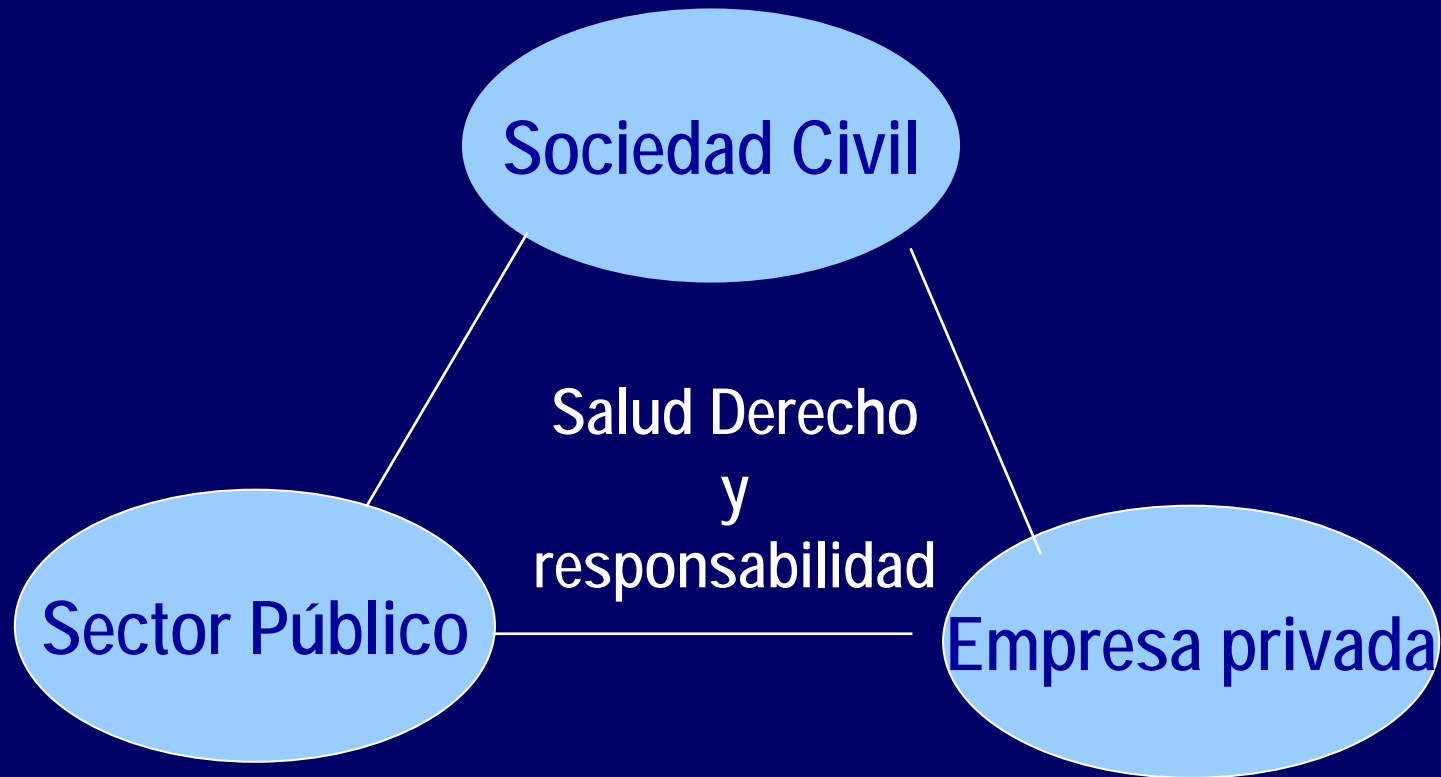 Sociedad Civil
Salud Derecho
y
responsabilidad
Sector Público
Empresa privada